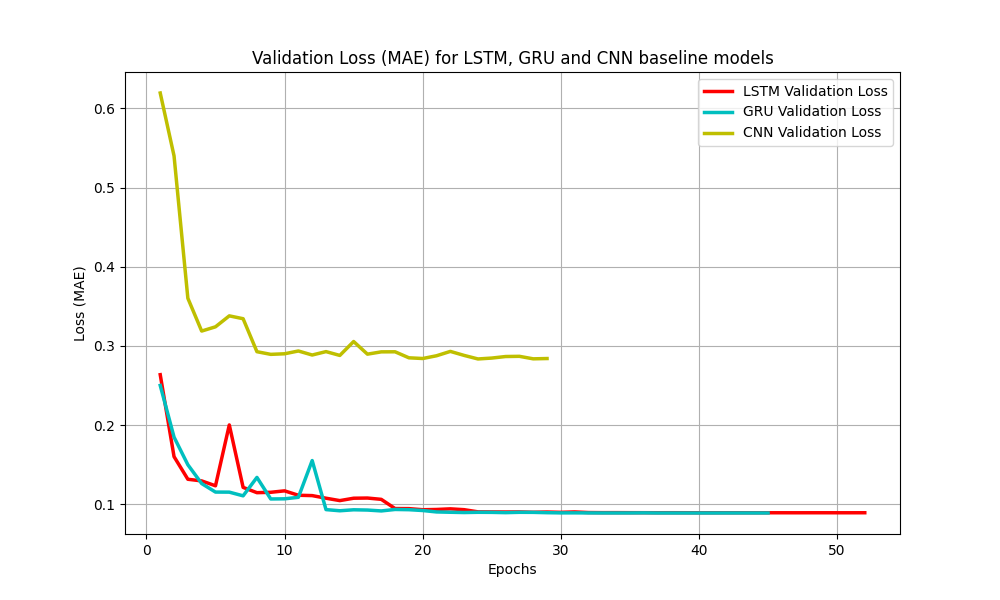 Validation Loss (MAE) for LSTM, GRU and CNN baseline models
LSTM Validation Loss
GRU Validation Loss
CNN Validation Loss
0.6
0.5
0.4
0.3
0.2
0.1
Loss (MAE)
0 10 20 30 40 50
Epochs